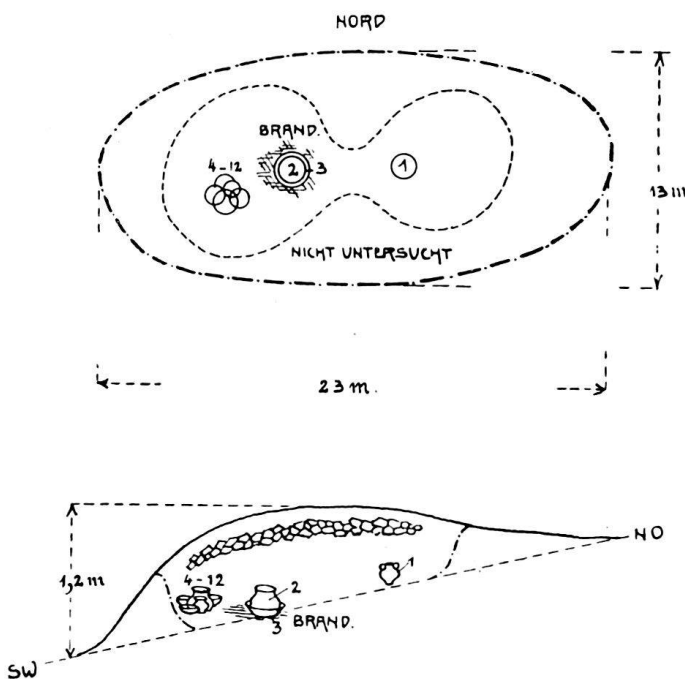 NORD
BRAND.
4-12
2
3
1
13 m
NICHT UNTERSUCHT
23 m.
NO
1,2 m
4-12
2
1
3
BRAND.
SW